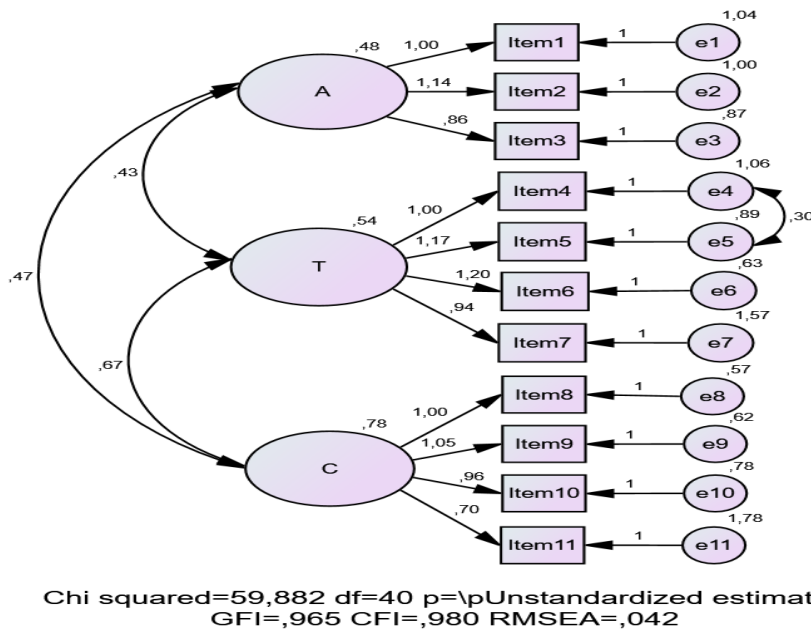 1,04
,48 1,00 Item1 1 e1
1,00
A 1,14 Item2 1 e2
,87
,86 Item3 1 e3
1,06
,43 Item4 1 e4
,54 1,00 ,89 ,30
1,17 Item5 1 e5
,63
T
,47 1,20 Item6 1 e6
,94 1,57
Item7 1 e7
,67 ,57
Item8 1 e8
,78 1,00 ,62
1,05 Item9 1 e9
C ,78
,96 Item10 1 e10
,70 1,78
Item11 1 e11
Chi squared=59,882 df=40 p=\pUnstandardized estimat
GFI=,965 CFI=,980 RMSEA=,042